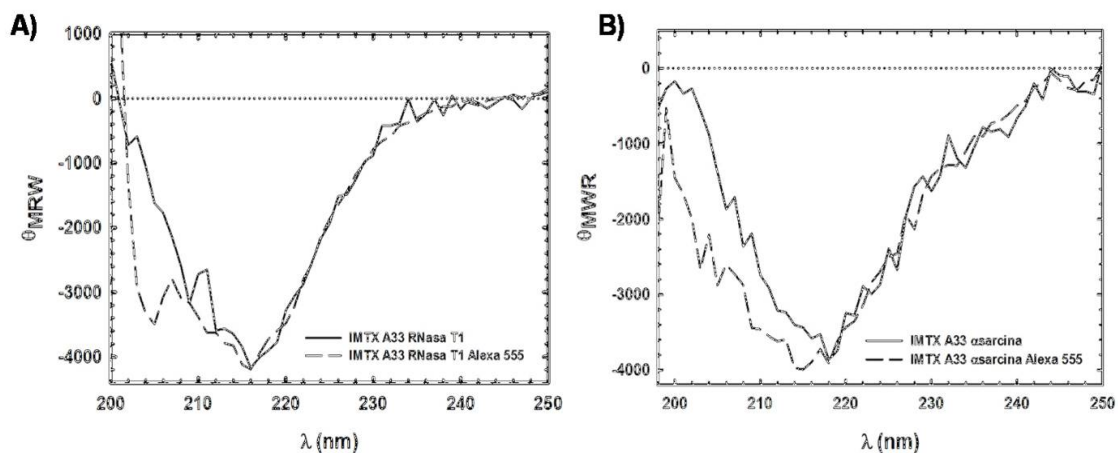 A)
1000
0
-1000
-2000
-3000
-4000
θMRW
IMTX A33 RNasa T1
IMTX A33 RNasa T1 Alexa 555
200 210 220 230 240 250
λ (nm)
B)
0
-1000
-2000
-3000
-4000
θMWR
IMTX A33 αsarcina
IMTX A33 αsarcina Alexa 555
200 210 220 230 240 250
λ (nm)